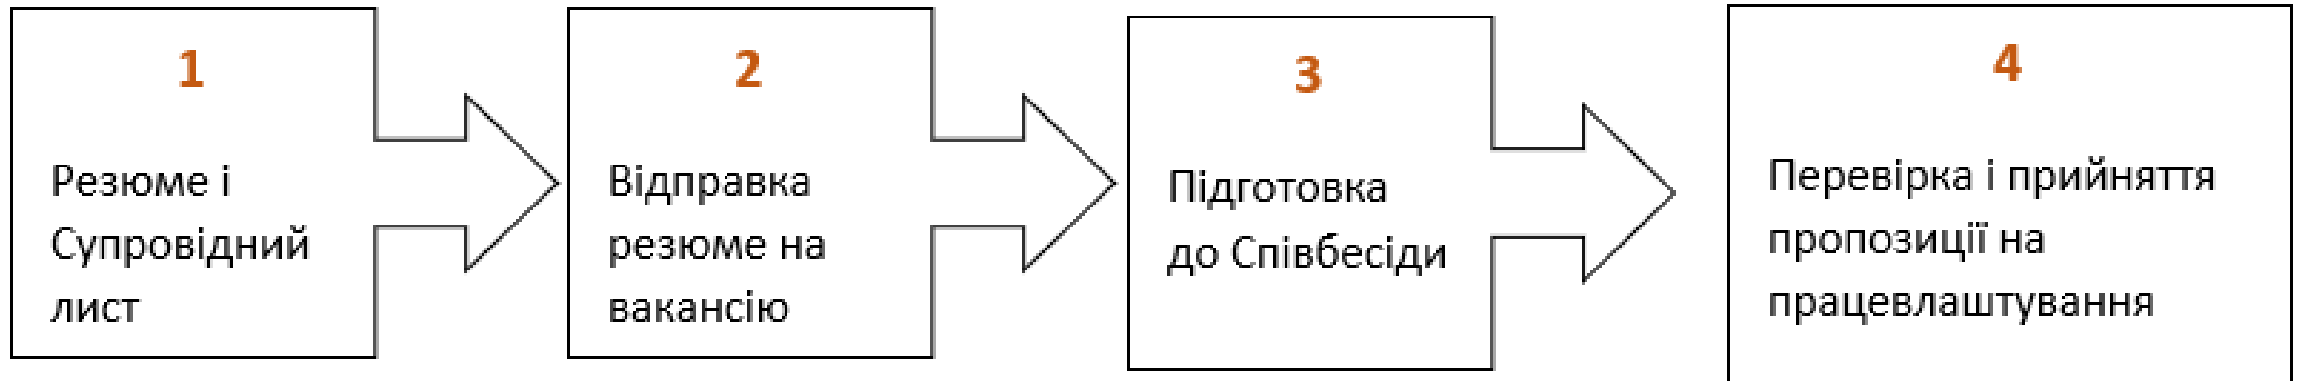 1
Резюме і
Супровідний
лист
2
Відправка
резюме на
вакансію
3
Підготовка
до Співбесіди
4
Перевірка і прийняття
пропозиції на
працевлаштування